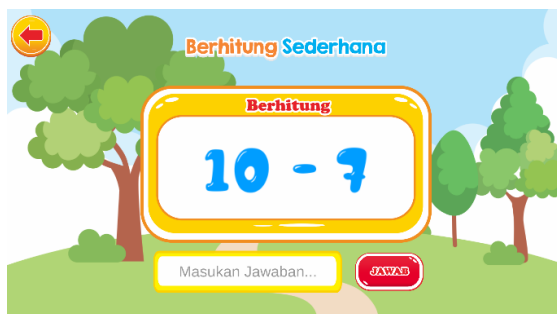 Berhitung Sederhana
Berhitung
10 - 7
Masukan Jawaban...
JAWAB